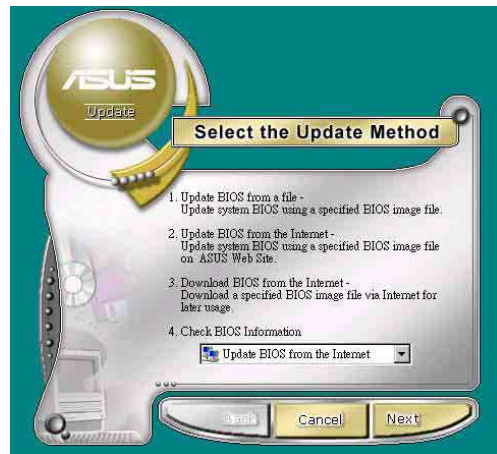 ASUS
Update
Select the Update Method
1. Update BIOS from a file -
Update system BIOS using a specified BIOS image file.
2. Update BIOS from the Internet -
Update system BIOS using a specified BIOS image file
on ASUS Web Site.
3. Download BIOS from the Internet -
Download a specified BIOS image file via Internet for
later usage.
4. Check BIOS Information
Update BIOS from the Internet
Cancel
Next